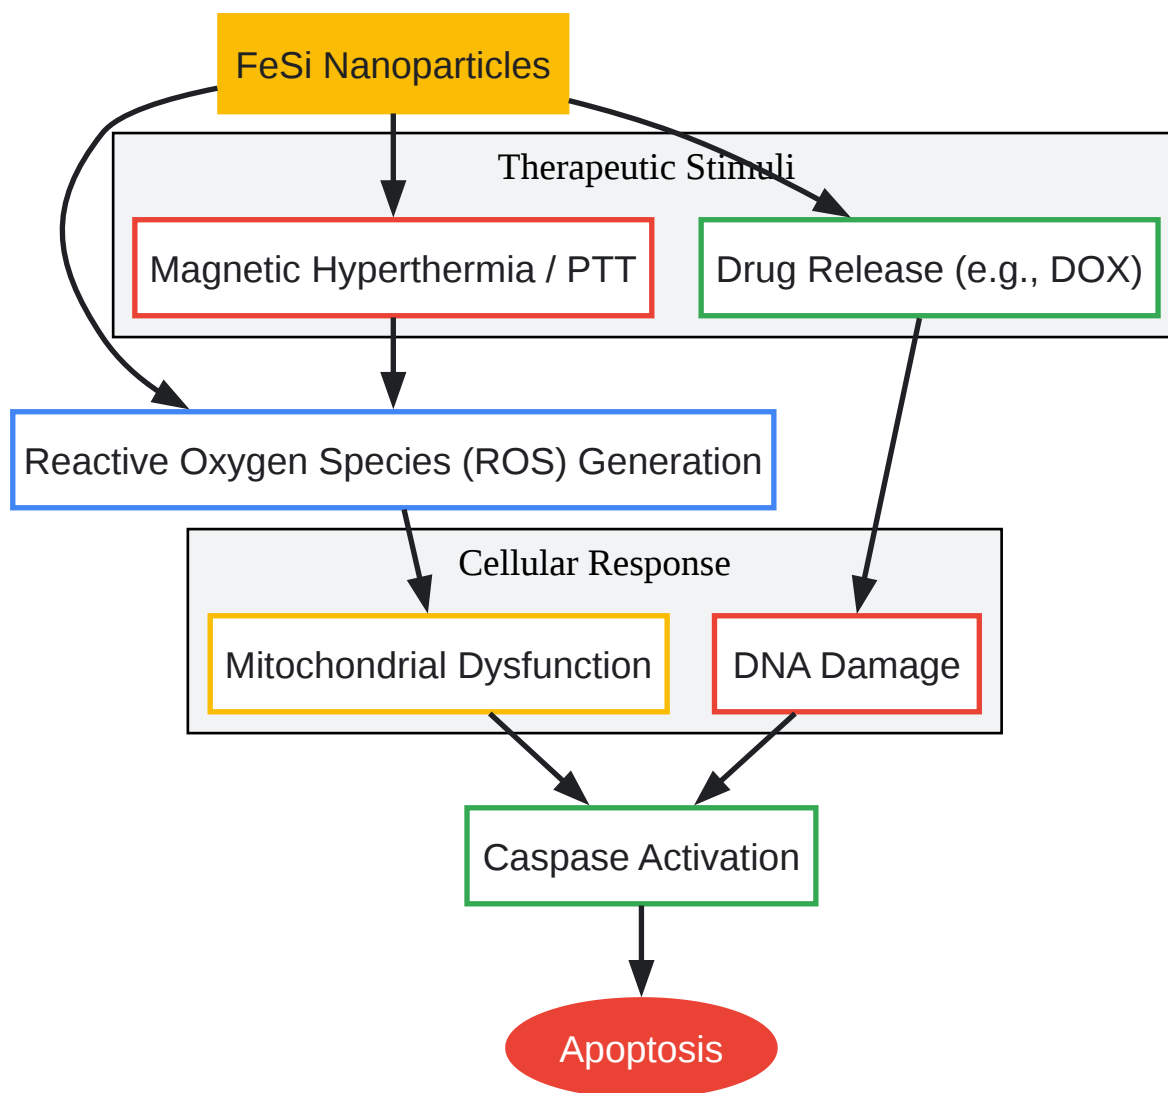 FeSi Nanoparticles
Therapeutic Stimuli
Magnetic Hyperthermia / PTT
Drug Release (e.g., DOX)
Reactive Oxygen Species (ROS) Generation
Cellular Response
Mitochondrial Dysfunction
DNA Damage
Caspase Activation
Apoptosis